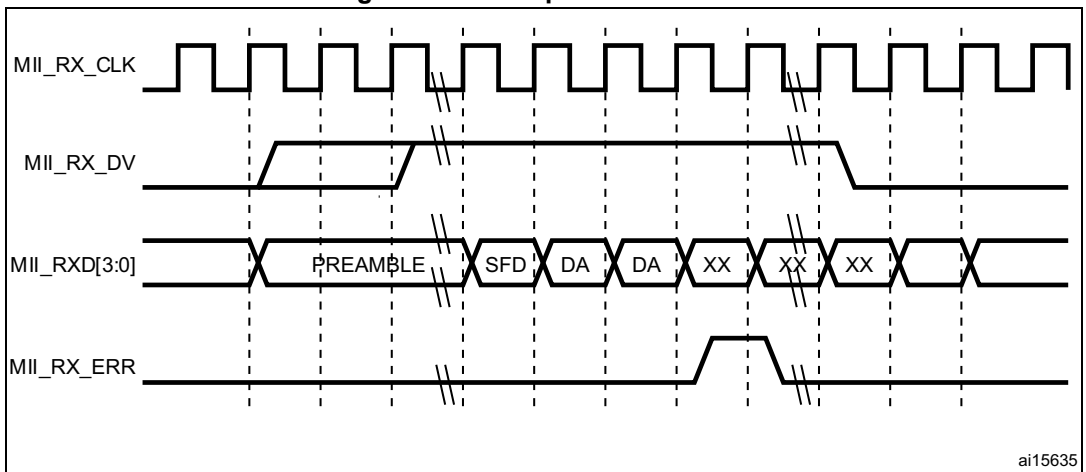 MII_RX_CLK
MII_RX_DV
MII_RXD[3:0] PREAMBLE SFD DA DA XX XX XX
MII_RX_ERR
ai15635